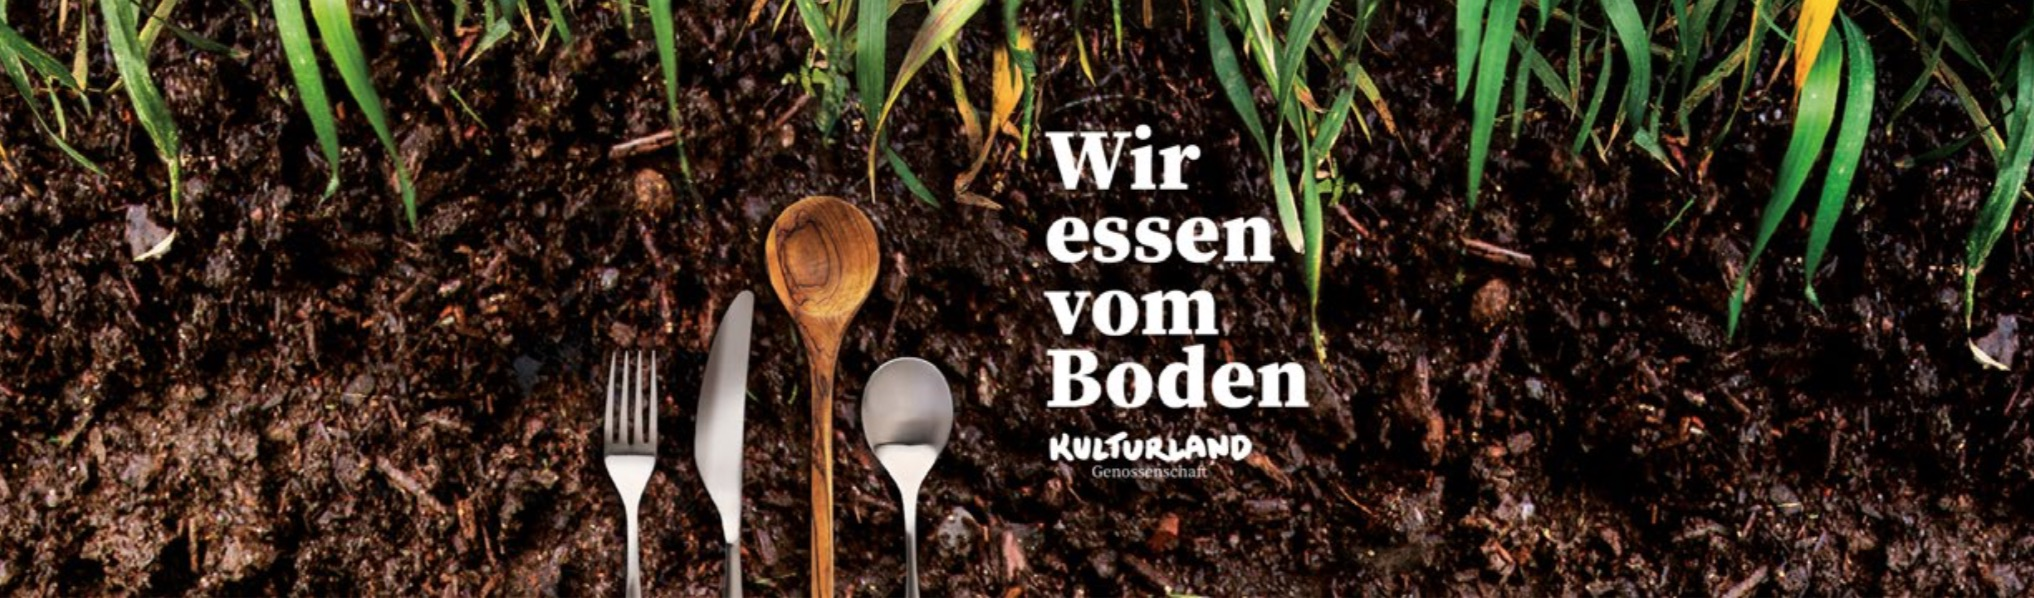 Wir
essen
vom
Boden
KULTURLAND
Genossenschaft